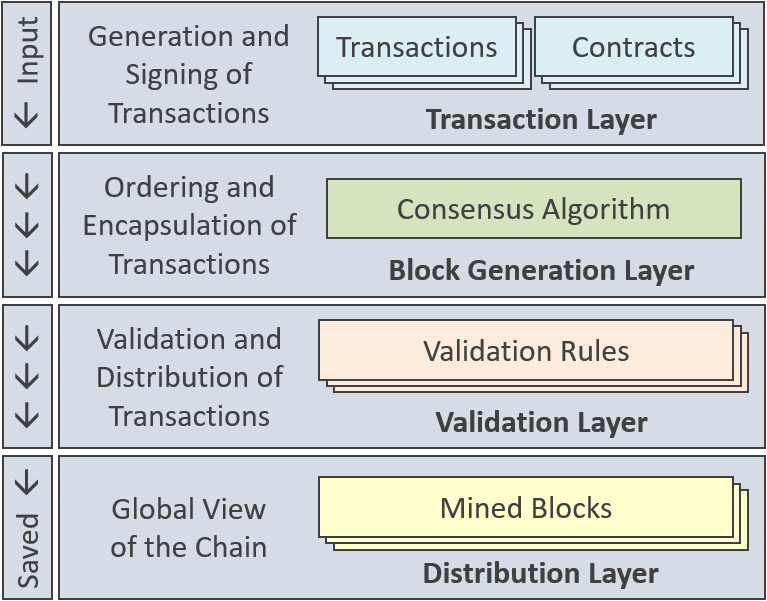 Input
Generation and
Signing of
Transactions
Transactions
Contracts
Transaction Layer
Ordering and
Encapsulation of
Transactions
Consensus Algorithm
Block Generation Layer
Validation and
Distribution of
Transactions
Validation Rules
Validation Layer
Saved
Global View
of the Chain
Mined Blocks
Distribution Layer